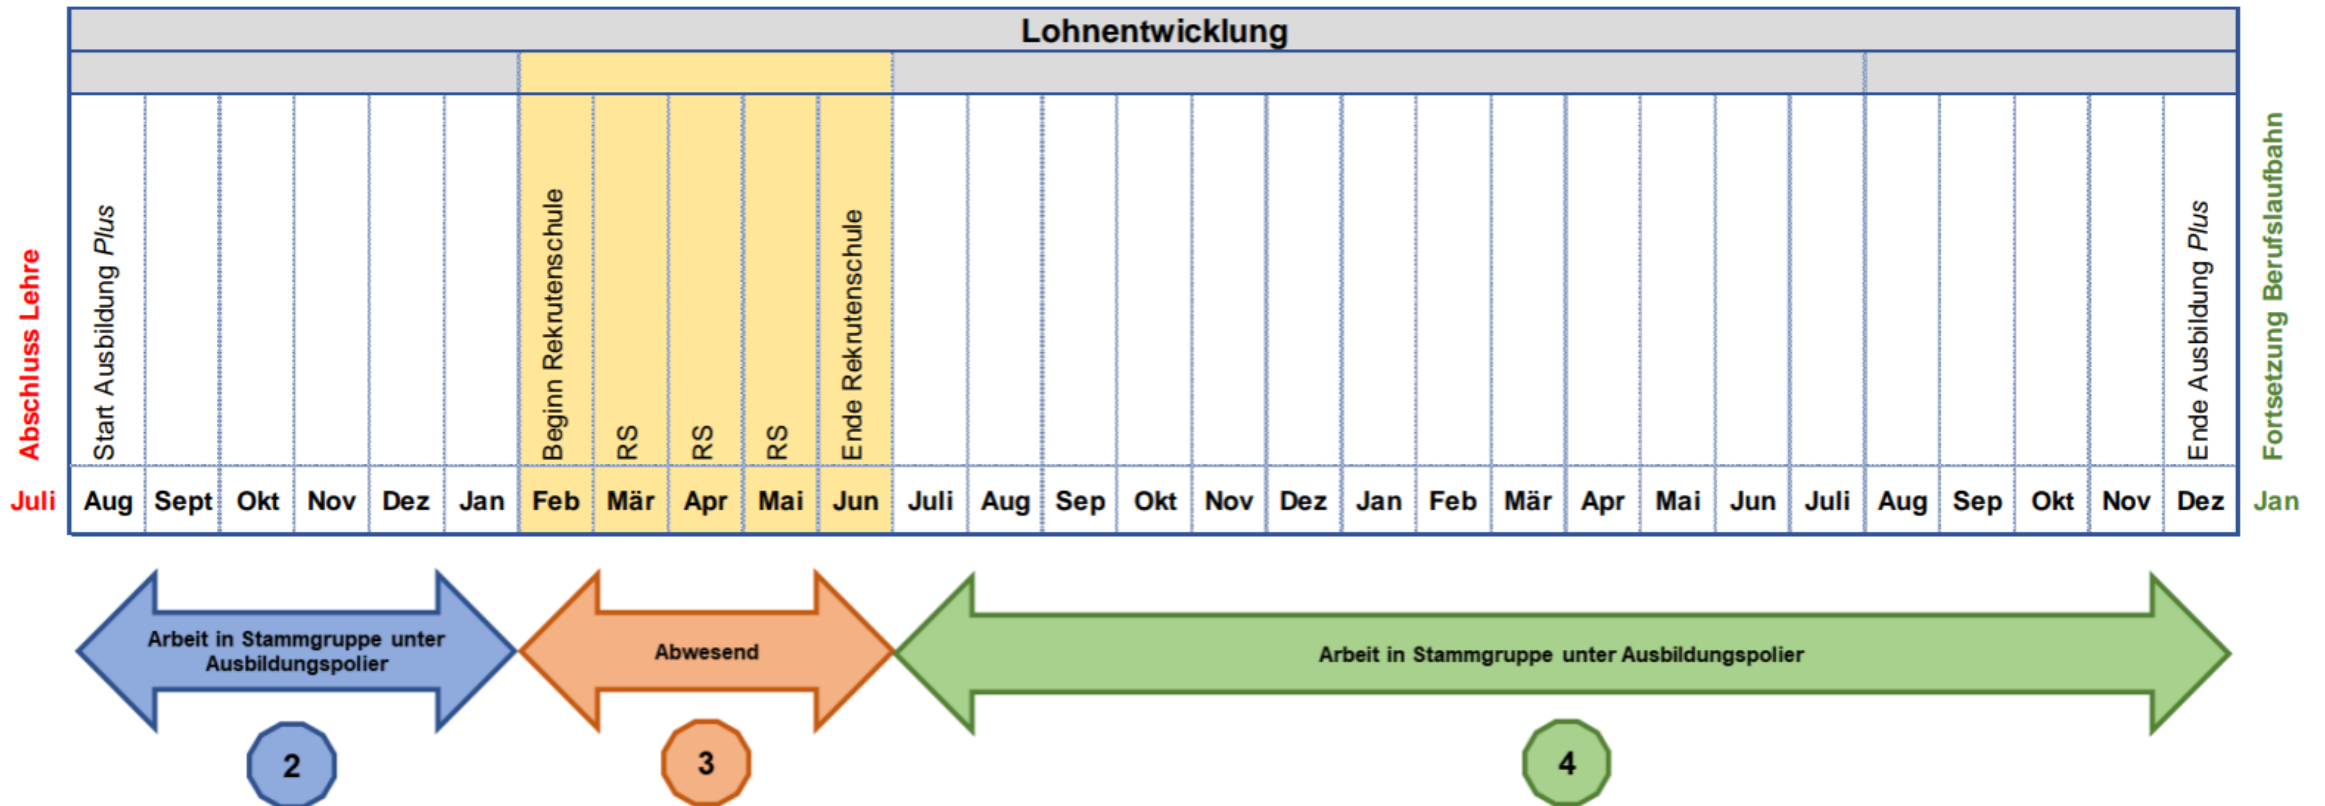 Lohnentwicklung
Abschluss Lehre
Start Ausbildung Plus
Beginn Rekrutenschule
RS
RS
RS
Ende Rekrutenschule
Ende Ausbildung Plus
Fortsetzung Berufslaufbahn
Juli Aug Sept Okt Nov Dez Jan Feb Mär Apr Mai Jun Juli Aug Sep Okt Nov Dez Jan Feb Mär Apr Mai Jun Juli Aug Sep Okt Nov Dez Jan
Arbeit in Stammgruppe unter
Ausbildungspolier
Abwesend
Arbeit in Stammgruppe unter Ausbildungspolier
2
3
4